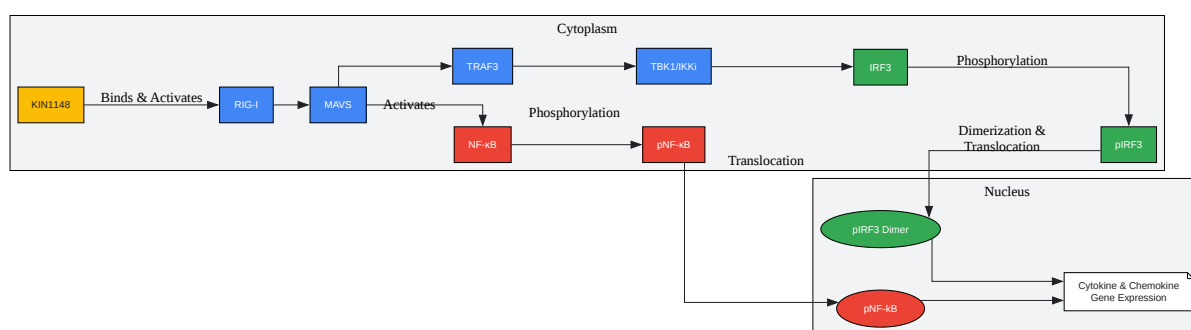 Cytoplasm
TRAF3
TBK1/IKKi
IRF3
Phosphorylation
KIN1148
Binds & Activates
RIG-I
MAVS
Activates
Phosphorylation
NF-κB
pNF-κB
Dimerization &
Translocation
pIRF3
Translocation
Nucleus
pIRF3 Dimer
Cytokine & Chemokine
Gene Expression
pNF-kB